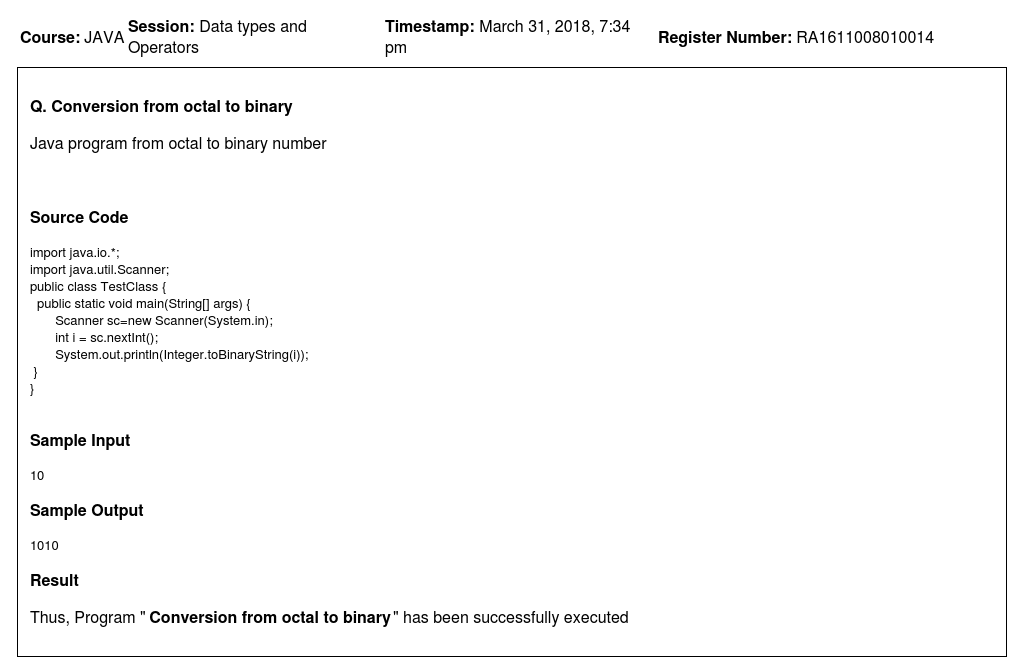 Course: JAVA Session: Data types and Operators Timestamp: March 31, 2018, 7:34 pm Register Number: RA1611008010014
Q. Conversion from octal to binary
Java program from octal to binary number
Source Code
import java.io.*;
import java.util.Scanner;
public class TestClass {
  public static void main(String[] args) {
       Scanner sc=new Scanner(System.in);
       int i = sc.nextInt();
       System.out.println(Integer.toBinaryString(i));
 }
}
Sample Input
10
Sample Output
1010
Result
Thus, Program " Conversion from octal to binary" has been successfully executed